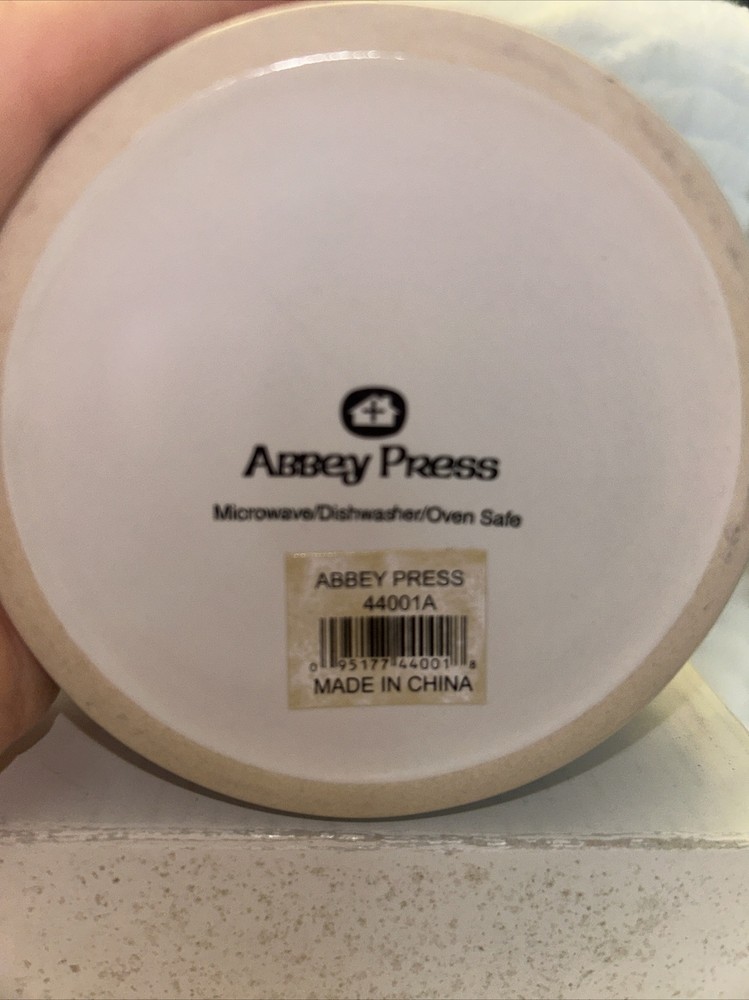 Abbey Press
Microwave/Dishwasher/Oven Safe
ABBEY PRESS
44001A
0 95177 44001 8
MADE IN CHINA